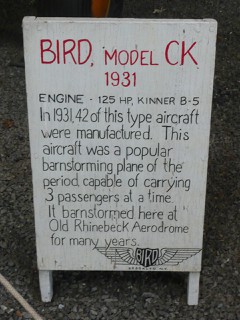 BIRD, MODEL CK
1931
ENGINE - 125 HP, KINNER B-5
In 1931, 42 of this type aircraft
were manufactured. This
aircraft was a popular
barnstorming plane of the
period capable of carrying
3 passengers at a time.
It barnstormed here at
Old Rhinebeck Aerodrome
for many years.
BIRD
BROOKLYN N.Y.